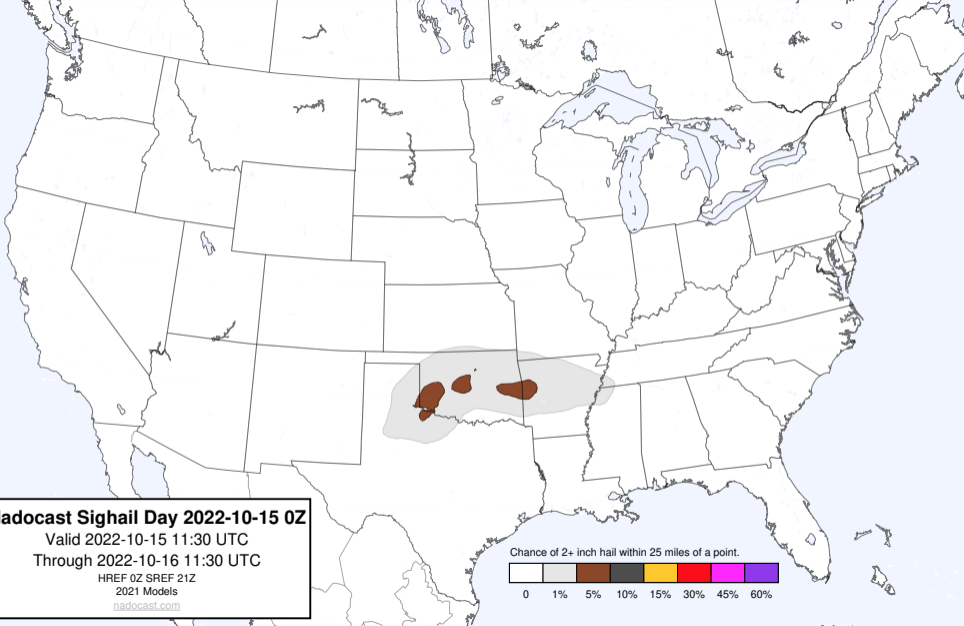 adocast Sighail Day 2022-10-15 0Z
Valid 2022-10-15 11:30 UTC
Through 2022-10-16 11:30 UTC
HREF 0Z SREF 21Z
2021 Models
nadocast.com
Chance of 2+ inch hail within 25 miles of a point.
0 1% 5% 10% 15% 30% 45% 60%